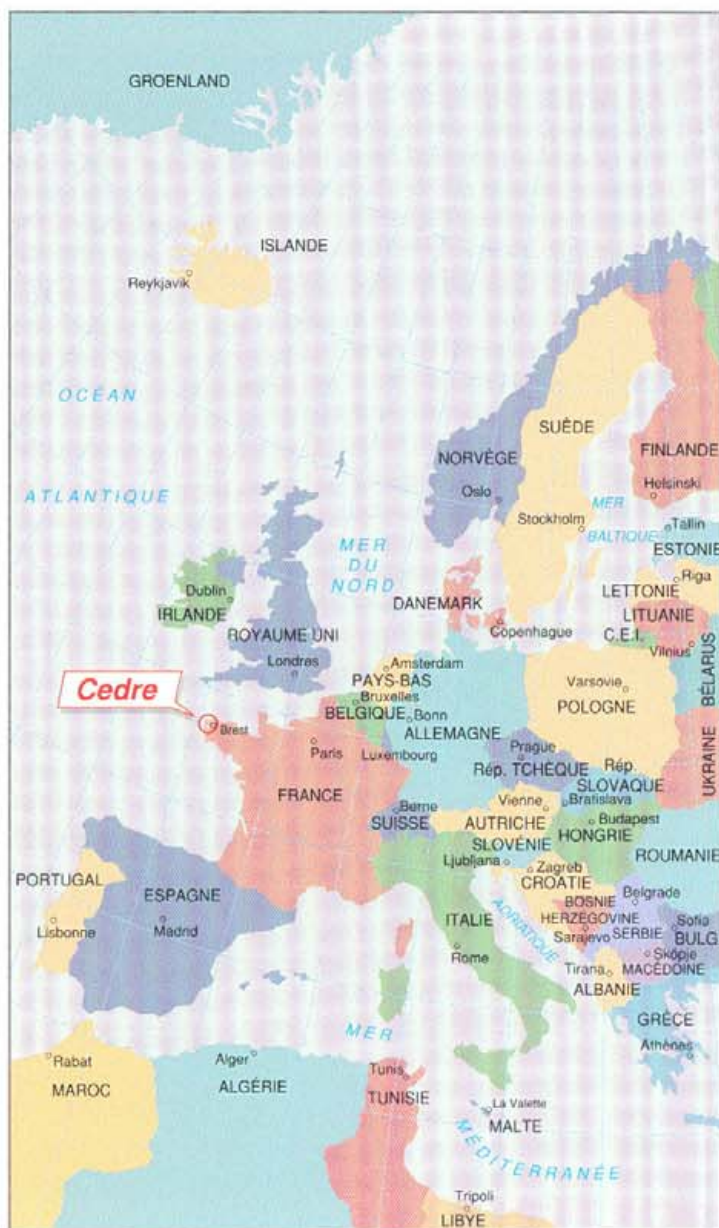 GROENLAND
ISLANDE
Reykjavik
OCÉAN
ATLANTIQUE
SUÈDE
NORVÈGE
FINLANDE
Oslo
Helsinski
Stockholm
MER
BALTIQUE
Tallin
ESTONIE
MER
DU
NORD
Riga
LETTONIE
Dublin
IRLANDE
DANEMARK
LITUANIE
Copenhague
C.E.I.
Vilnius
BÉLARUS
ROYAUME UNI
Londres
Amsterdam
PAYS-BAS
Varsovie
POLOGNE
Cedre
Brest
Bruxelles
BELGIQUE
Bonn
ALLEMAGNE
Paris
Luxembourg
Prague
Rép. TCHÈQUE
Rép.
SLOVAQUE
UKRAINE
FRANCE
Berne
SUISSE
Vienne
Bratislava
AUTRICHE
Budapest
HONGRIE
SLOVÉNIE
Ljubljana
Zagreb
CROATIE
ROUMANIE
PORTUGAL
ESPAGNE
Lisbonne
Madrid
ITALIE
Rome
ADRIATIQUE
BOSNIE
HERZÉGOVINE
Belgrade
Sarajevo
SERBIE
Sofia
BULG
Skopje
MACÉDOINE
Tirana
ALBANIE
GRÈCE
Athènes
MER
Rabat
MAROC
Alger
ALGÉRIE
Tunis
TUNISIE
La Valette
MALTE
MÉDITERRANÉE
Tripoli
LIBYE